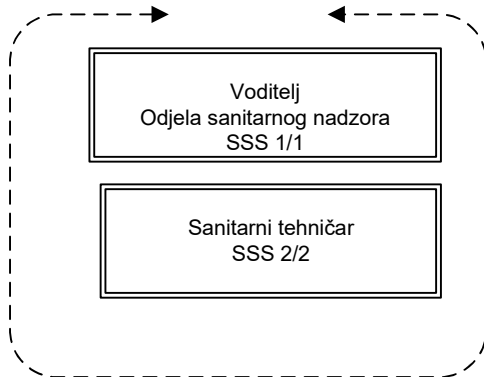 Voditelj
Odjela sanitarnog nadzora
SSS 1/1
Sanitarni tehničar
SSS 2/2